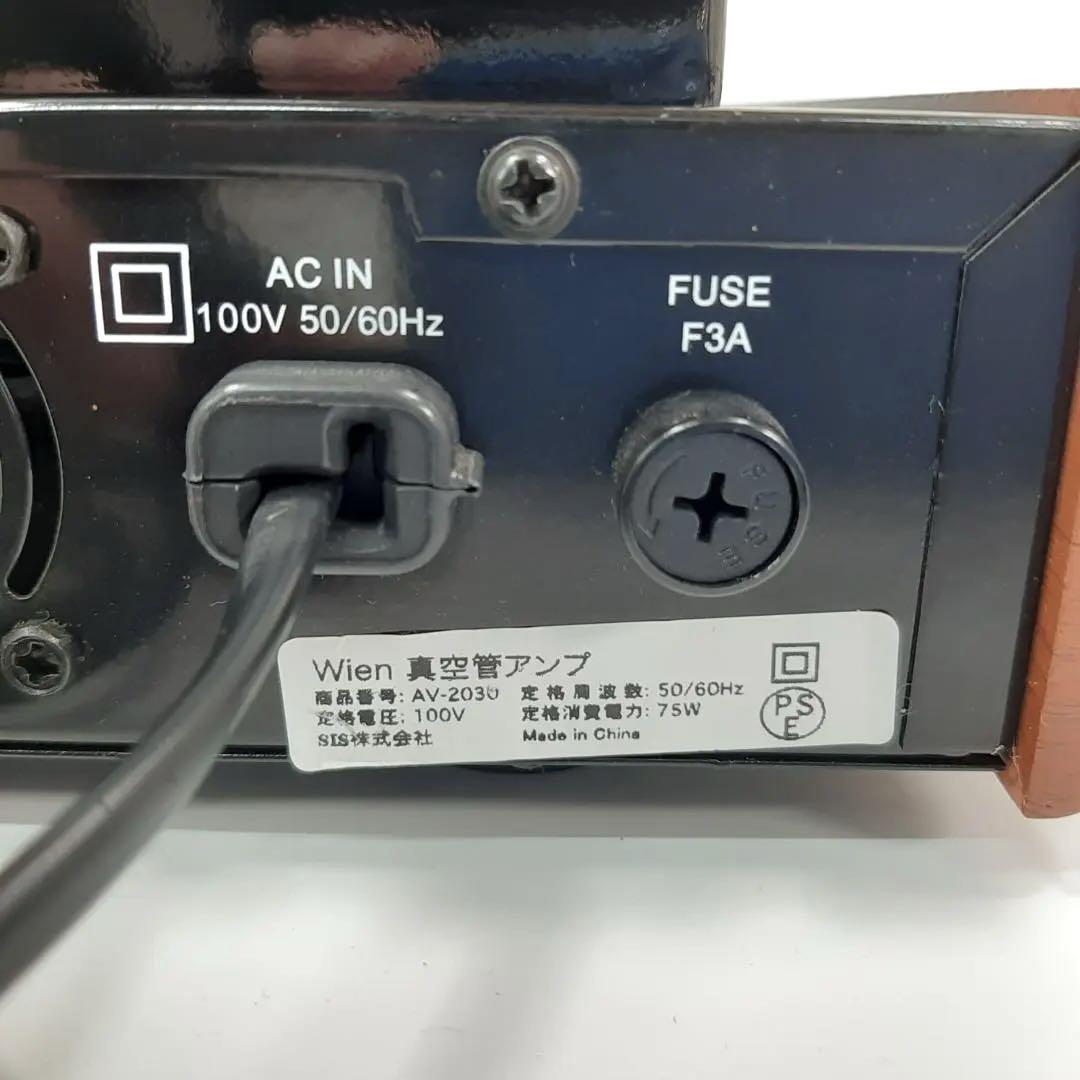 AC IN
100V 50/60Hz
FUSE
F3A
FUSE
Wien 真空管アンプ
商品番号: AV-2030 定格周波数: 50/60Hz
定格電圧: 100V 定格消費電力: 75W
SIS株式会社 Made in China
PS
E